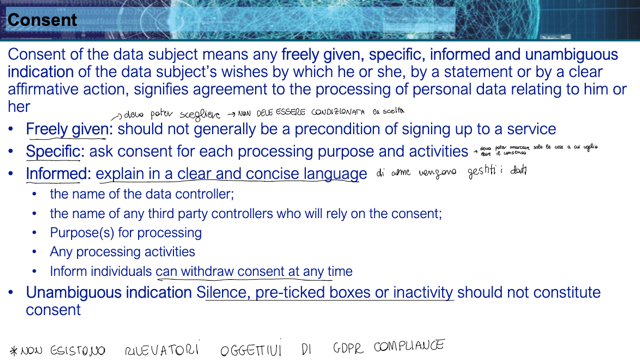 Consent
Consent of the data subject means any freely given, specific, informed and unambiguous
indication of the data subject's wishes by which he or she, by a statement or by a clear
affirmative action, signifies agreement to the processing of personal data relating to him or
her
→ devo poter scegliere → NON DEVE ESSERE CONDIZIONATA la scelta
• Freely given: should not generally be a precondition of signing up to a service
• Specific: ask consent for each processing purpose and activities → devo poter marcare solo le cose a cui voglio
dare il consenso
• Informed: explain in a clear and concise language di come vengono gestiti i dati
• the name of the data controller;
• the name of any third party controllers who will rely on the consent;
• Purpose(s) for processing
• Any processing activities
• Inform individuals can withdraw consent at any time
• Unambiguous indication Silence, pre-ticked boxes or inactivity should not constitute
consent
*NON ESISTONO RILEVATORI OGGETTIVI DI GDPR COMPLIANCE